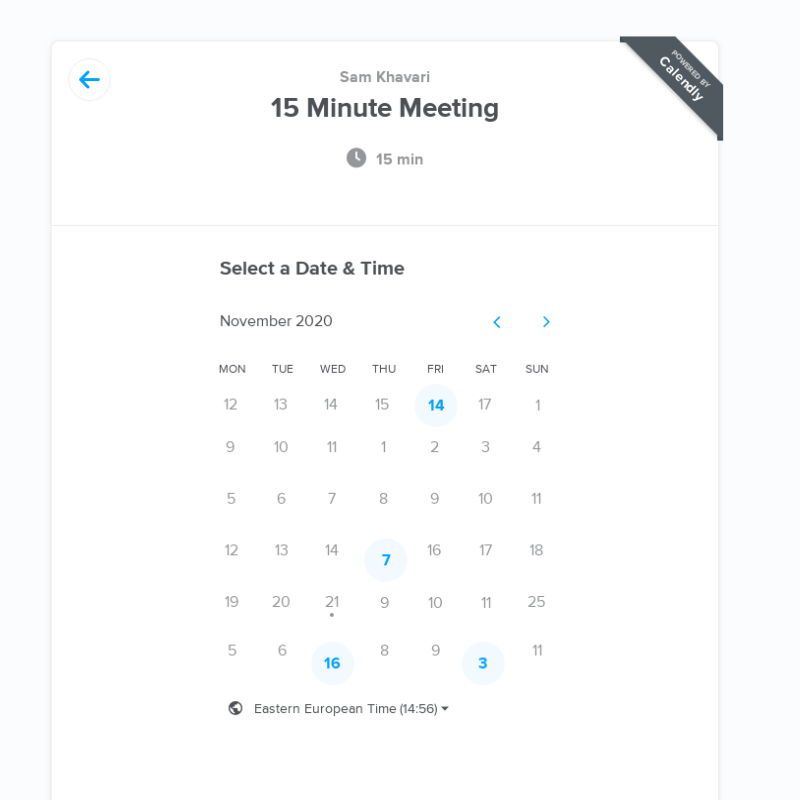 Sam Khavari
15 Minute Meeting
15 min
POWERED BY
Calendly
Select a Date & Time
November 2020
MON TUE WED THU FRI SAT SUN
12 13 14 15 14 17 1
9 10 11 1 2 3 4
5 6 7 8 9 10 11
12 13 14 7 16 17 18
19 20 21 9 10 11 25
5 6 16 8 9 3 11
Eastern European Time (14:56)